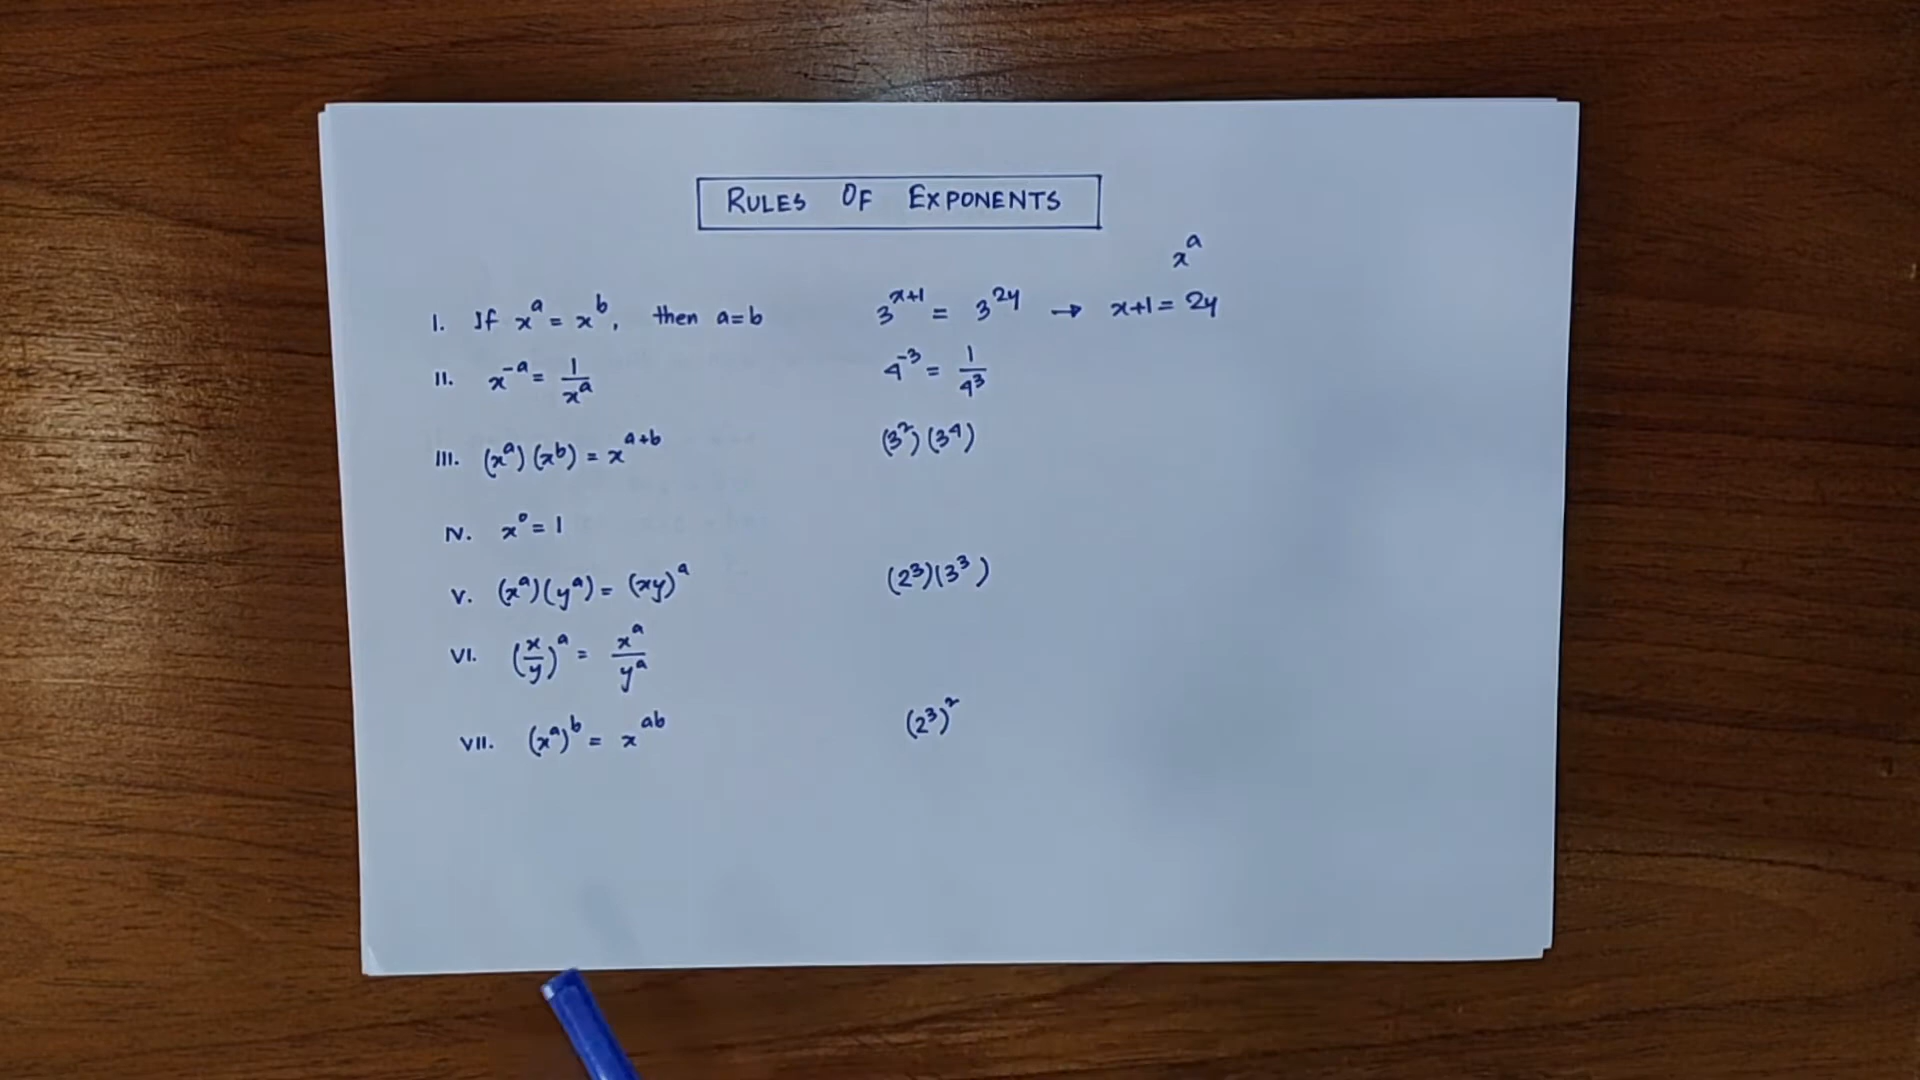 RULES OF EXPONENTS
x^a
I. If x^a = x^b, then a=b 3^(x+1) = 3^(2y) → x+1 = 2y
II. x^-a = 1/x^a 4^-3 = 1/4^3
III. (x^a)(x^b) = x^(a+b) (3^2)(3^4)
IV. x^0 = 1
V. (x^a)(y^a) = (xy)^a (2^3)(3^3)
VI. (x/y)^a = x^a/y^a
VII. (x^a)^b = x^ab (2^3)^2